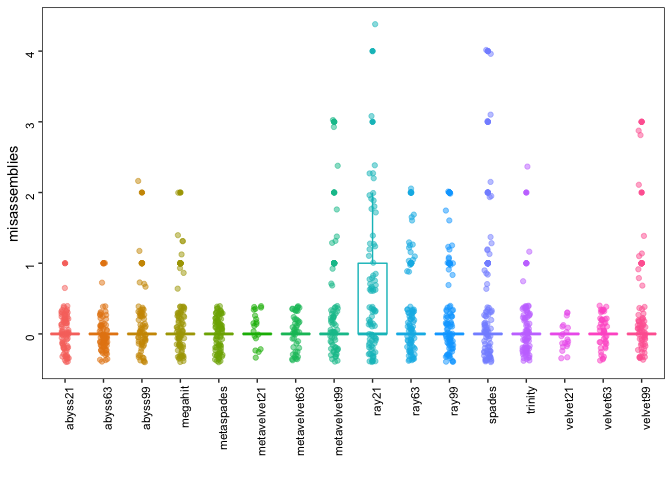 misassemblies
4
3
2
1
0
abyss21
abyss63
abyss99
megahit
metaspades
metavelvet21
metavelvet63
metavelvet99
ray21
ray63
ray99
spades
trinity
velvet21
velvet63
velvet99